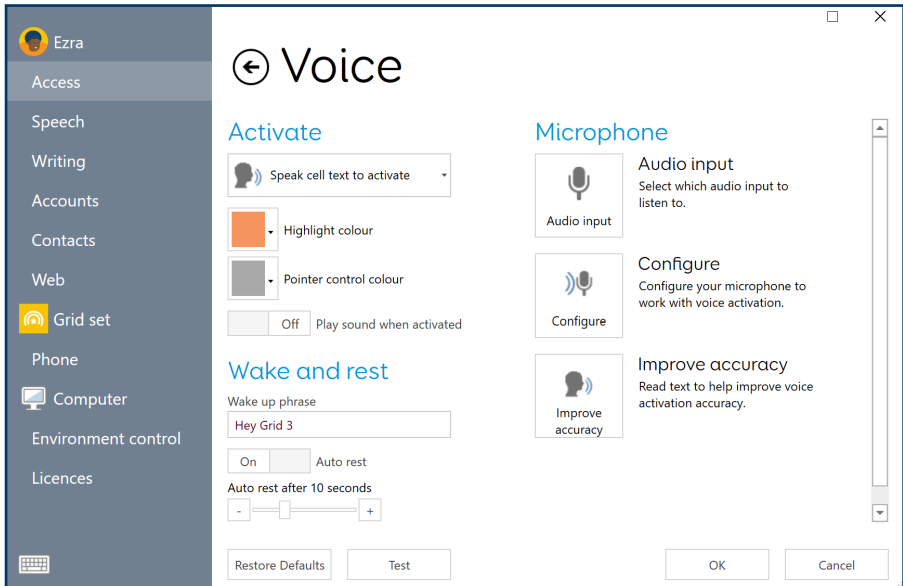 Ezra
Access
Speech
Writing
Accounts
Contacts
Web
Grid set
Phone
Computer
Environment control
Licences
Voice
Activate
Speak cell text to activate
Highlight colour
Pointer control colour
Off Play sound when activated
Wake and rest
Wake up phrase
Hey Grid 3
On Auto rest
Auto rest after 10 seconds
- +
Microphone
Audio input
Audio input
Select which audio input to
listen to.
Configure
Configure
Configure your microphone to
work with voice activation.
Improve
accuracy
Improve accuracy
Read text to help improve voice
activation accuracy.
Restore Defaults Test OK Cancel